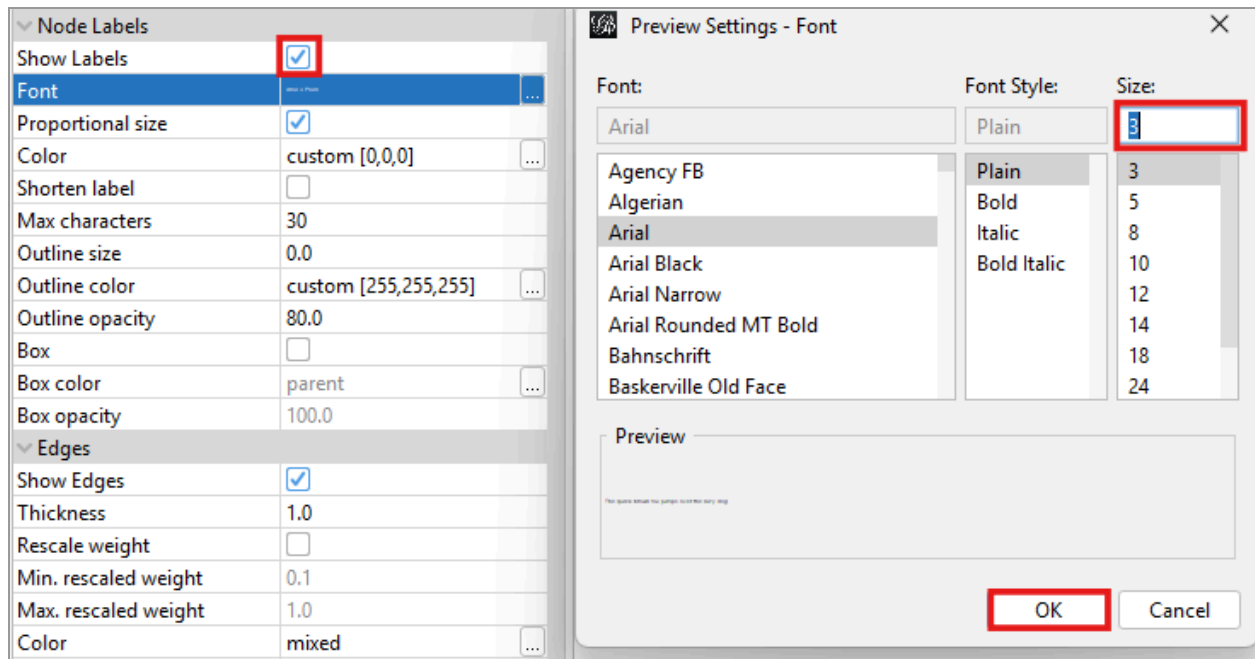 Node Labels
Show Labels
Font ...
Proportional size
Color custom [0,0,0] ...
Shorten label
Max characters 30
Outline size 0.0
Outline color custom [255,255,255] ...
Outline opacity 80.0
Box
Box color parent ...
Box opacity 100.0
Edges
Show Edges
Thickness 1.0
Rescale weight
Min. rescaled weight 0.1
Max. rescaled weight 1.0
Color mixed ...
Preview Settings - Font
Font: Font Style: Size:
Arial Plain 3
Agency FB Plain 3
Algerian Bold 5
Arial Italic 8
Arial Black Bold Italic 10
Arial Narrow 12
Arial Rounded MT Bold 14
Bahnschrift 18
Baskerville Old Face 24
Preview
OK Cancel